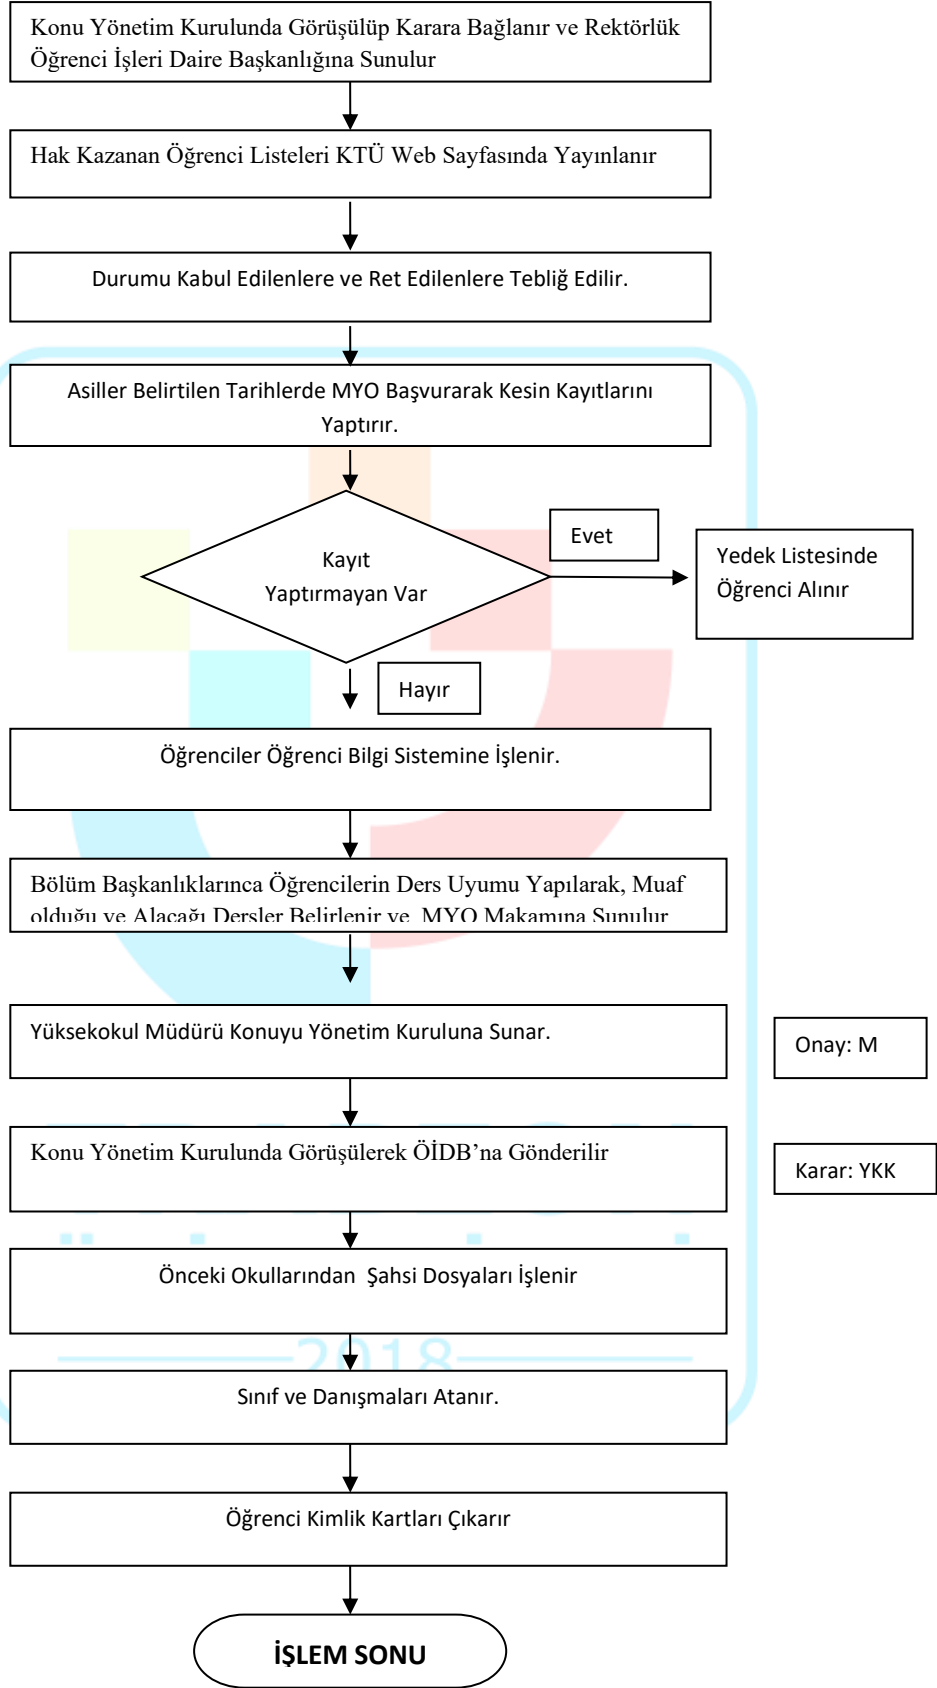 Konu Yönetim Kurulunda Görüşülüp Karara Bağlanır ve Rektörlük
Öğrenci İşleri Daire Başkanlığına Sunulur
Hak Kazanan Öğrenci Listeleri KTÜ Web Sayfasında Yayınlanır
Durumu Kabul Edilenlere ve Ret Edilenlere Tebliğ Edilir.
Asiller Belirtilen Tarihlerde MYO Başvurarak Kesin Kayıtlarını
Yaptırır.
Evet
Kayıt
Yaptırmayan Var
Yedek Listesinde
Öğrenci Alınır
Hayır
Öğrenciler Öğrenci Bilgi Sistemine İşlenir.
Bölüm Başkanlıklarınca Öğrencilerin Ders Uyumu Yapılarak, Muaf
olduğu ve Alacağı Dersler Belirlenir ve MYO Makamına Sunulur
Yüksekokul Müdürü Konuyu Yönetim Kuruluna Sunar.
Onay: M
Konu Yönetim Kurulunda Görüşülerek ÖİDB’na Gönderilir
Karar: YKK
Önceki Okullarından Şahsi Dosyaları İşlenir
2018
Sınıf ve Danışmaları Atanır.
Öğrenci Kimlik Kartları Çıkarır
İŞLEM SONU